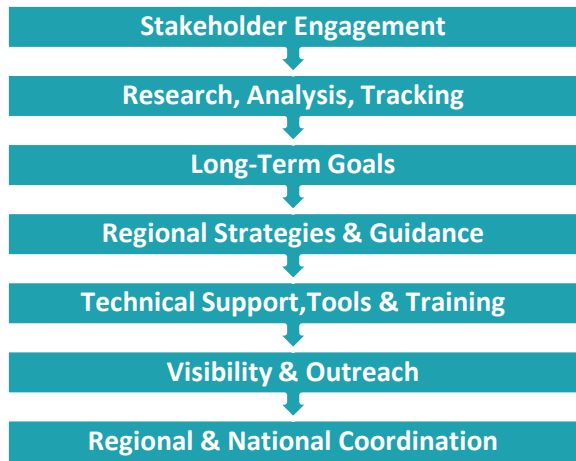 Stakeholder Engagement
Research, Analysis, Tracking
Long-Term Goals
Regional Strategies & Guidance
Technical Support,Tools & Training
Visibility & Outreach
Regional & National Coordination